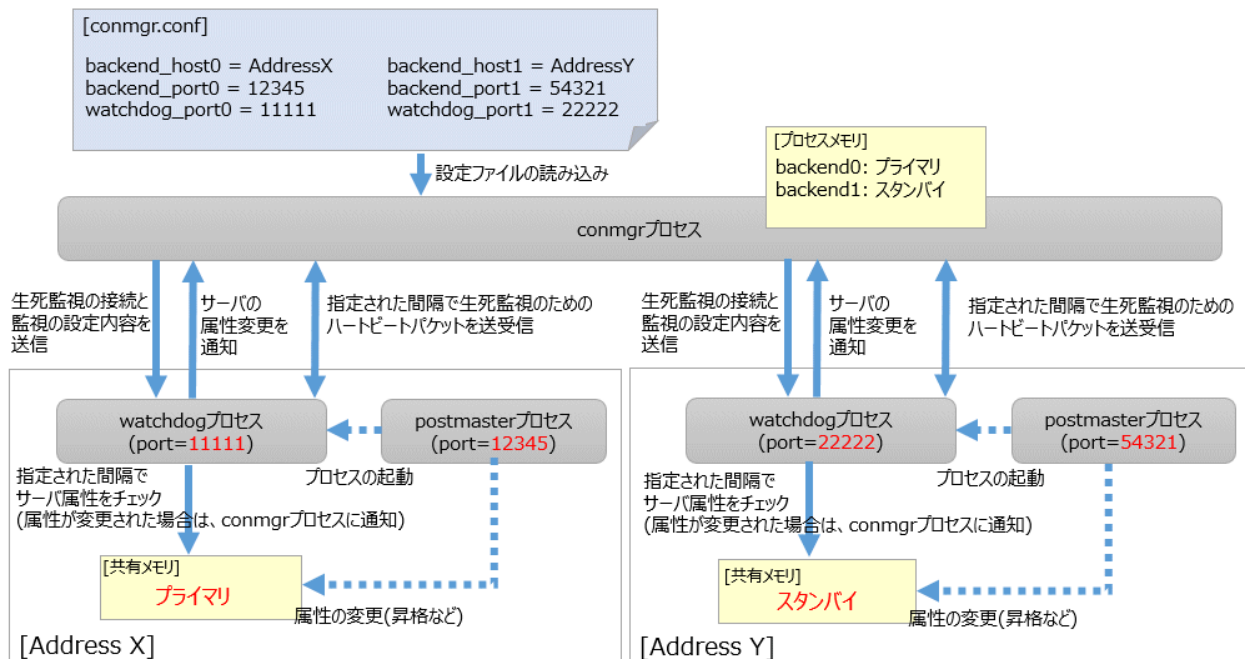 [conmgr.conf]
backend_host0 = AddressX
backend_port0 = 12345
watchdog_port0 = 11111
backend_host1 = AddressY
backend_port1 = 54321
watchdog_port1 = 22222
[プロセスメモリ]
backend0: プライマリ
backend1: スタンバイ
設定ファイルの読み込み
conmgrプロセス
生死監視の接続と
監視の設定内容を
送信
サーバの
属性変更を
通知
指定された間隔で生死監視のための
ハートビートパケットを送受信
生死監視の接続と
監視の設定内容を
送信
サーバの
属性変更を
通知
指定された間隔で生死監視のための
ハートビートパケットを送受信
watchdogプロセス
(port=11111)
postmasterプロセス
(port=12345)
プロセスの起動
指定された間隔で
サーバ属性をチェック
(属性が変更された場合は、conmgrプロセスに通知)
[共有メモリ]
プライマリ
属性の変更(昇格など)
[Address X]
watchdogプロセス
(port=22222)
postmasterプロセス
(port=54321)
プロセスの起動
指定された間隔で
サーバ属性をチェック
(属性が変更された場合は、conmgrプロセスに通知)
[共有メモリ]
スタンバイ
属性の変更(昇格など)
[Address Y]